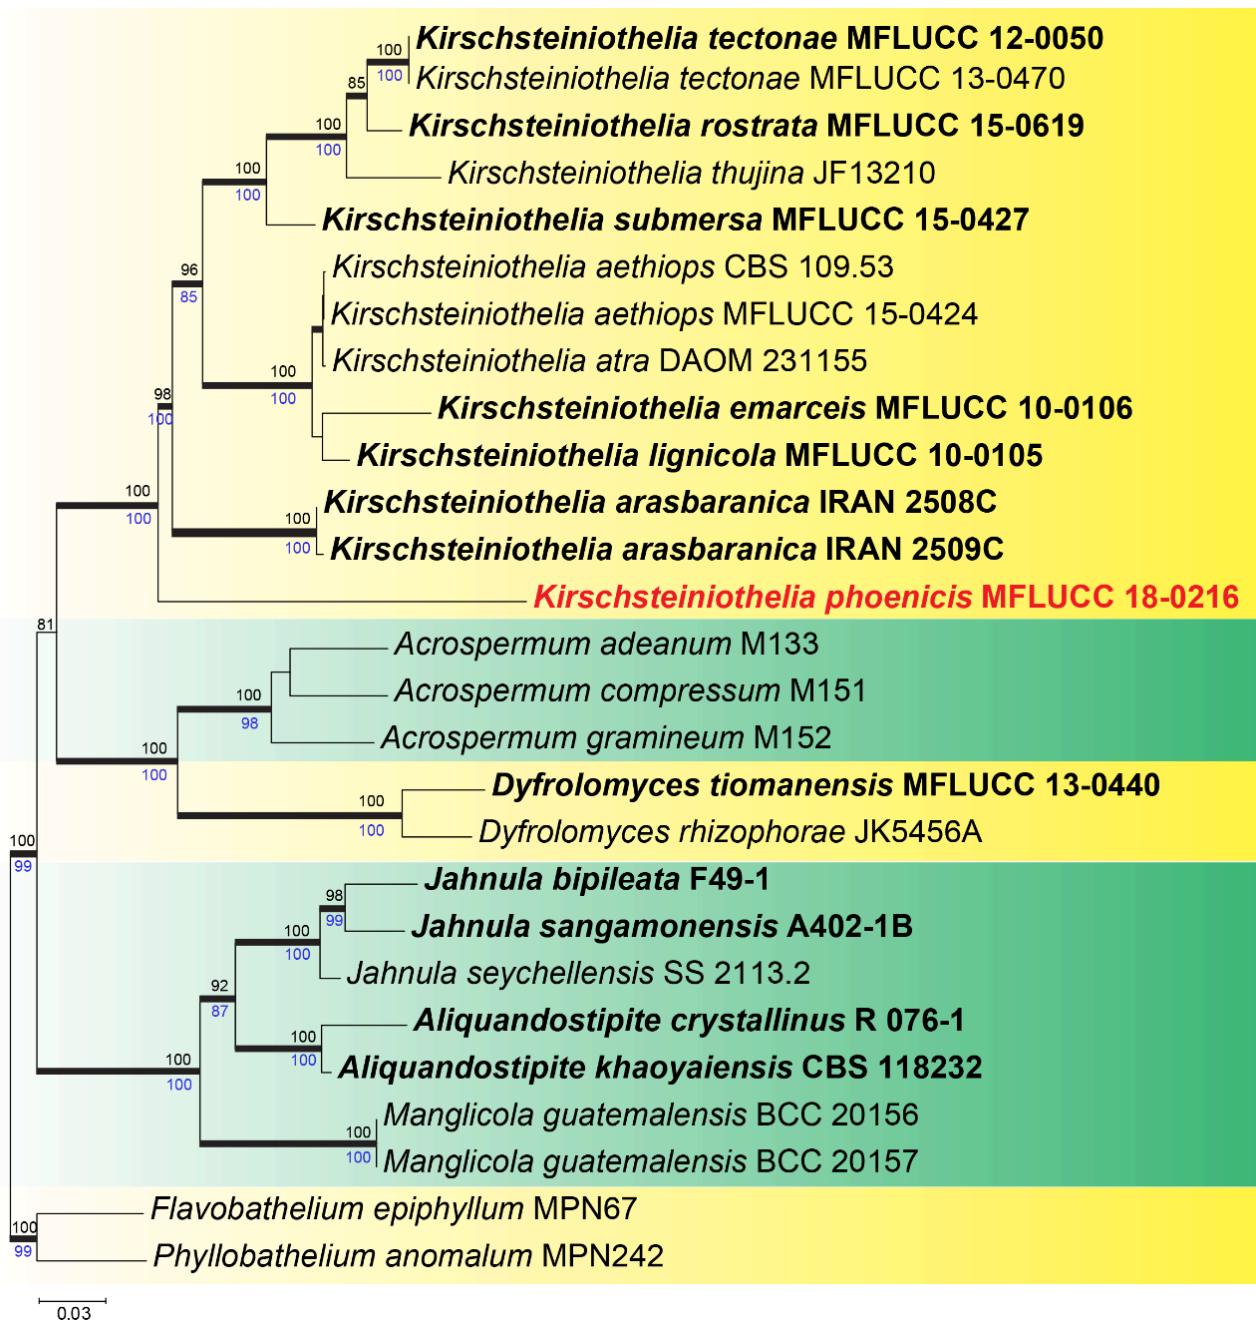 Kirschsteiniothelia tectonae MFLUCC 12-0050
100
100
Kirschsteiniothelia tectonae MFLUCC 13-0470
85
Kirschsteiniothelia rostrata MFLUCC 15-0619
100
100
Kirschsteiniothelia thujina JF13210
100
100
Kirschsteiniothelia submersa MFLUCC 15-0427
Kirschsteiniothelia aethiops CBS 109.53
96
85
Kirschsteiniothelia aethiops MFLUCC 15-0424
Kirschsteiniothelia atra DAOM 231155
100
100
98
100
Kirschsteiniothelia emarceis MFLUCC 10-0106
Kirschsteiniothelia lignicola MFLUCC 10-0105
100
100
Kirschsteiniothelia arasbaranica IRAN 2508C
100
100
Kirschsteiniothelia arasbaranica IRAN 2509C
Kirschsteiniothelia phoenicis MFLUCC 18-0216
81
Acrospermum adeanum M133
Acrospermum compressum M151
100
98
Acrospermum gramineum M152
100
100
Dyfrolomyces tiomanensis MFLUCC 13-0440
100
100
Dyfrolomyces rhizophorae JK5456A
100
99
Jahnula bipileata F49-1
98
99
Jahnula sangamonensis A402-1B
100
100
Jahnula seychellensis SS 2113.2
92
87
Aliquandostipite crystallinus R 076-1
100
100
Aliquandostipite khaoyaiensis CBS 118232
100
100
Manglicola guatemalensis BCC 20156
100
100
Manglicola guatemalensis BCC 20157
Flavobathelium epiphyllum MPN67
100
99
Phyllobathelium anomalum MPN242
0.03